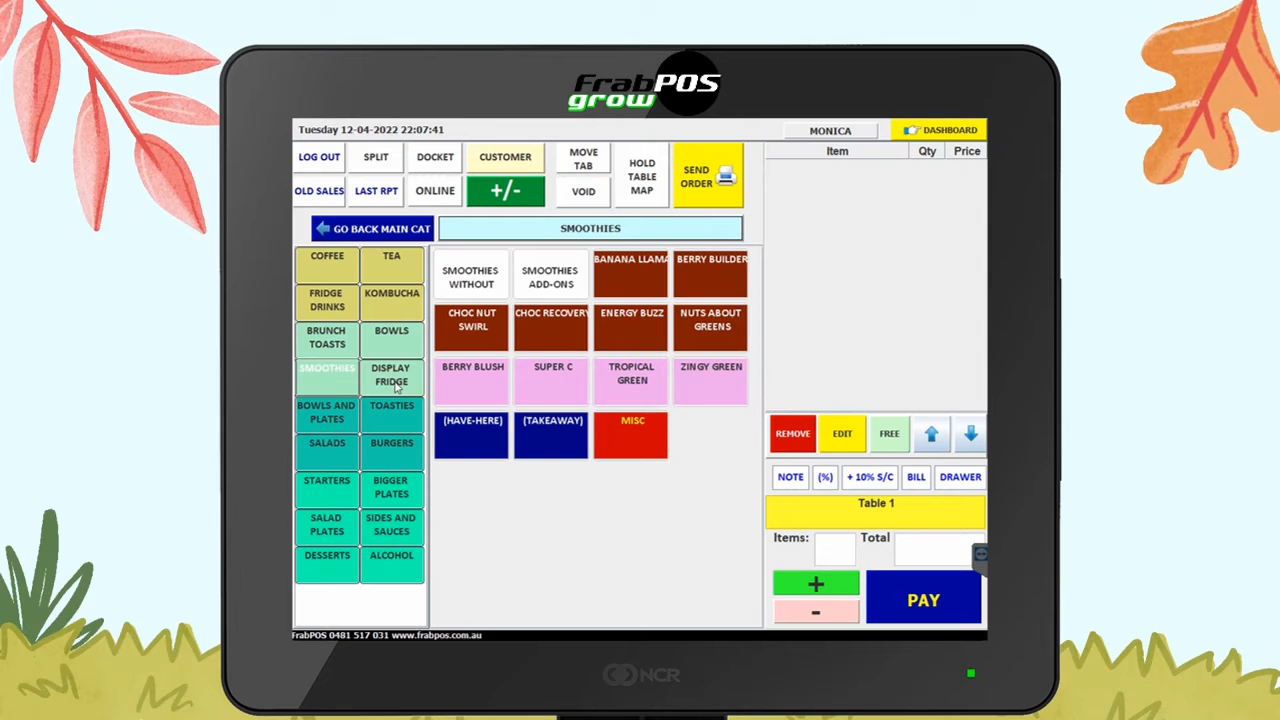 FrabPOS
grow
Tuesday 12-04-2022 22:07:41
MONICA
DASHBOARD
LOG OUT
SPLIT
DOCKET
CUSTOMER
MOVE
TAB
HOLD
TABLE
MAP
SEND
ORDER
OLD SALES
LAST RPT
ONLINE
+/-
VOID
Item
Qty
Price
GO BACK MAIN CAT
SMOOTHIES
COFFEE
TEA
FRIDGE
DRINKS
KOMBUCHA
BRUNCH
TOASTS
BOWLS
SMOOTHIES
DISPLAY
FRIDGE
BOWLS AND
PLATES
TOASTIES
SALADS
BURGERS
STARTERS
BIGGER
PLATES
SALAD
PLATES
SIDES AND
SAUCES
DESSERTS
ALCOHOL
SMOOTHIES
WITHOUT
SMOOTHIES
ADD-ONS
BANANA LLAMA
BERRY BUILDER
CHOC NUT
SWIRL
CHOC RECOVERY
ENERGY BUZZ
NUTS ABOUT
GREENS
BERRY BLUSH
SUPER C
TROPICAL
GREEN
ZINGY GREEN
(HAVE-HERE)
(TAKEAWAY)
MISC
REMOVE
EDIT
FREE
NOTE
(%)
+ 10% S/C
BILL
DRAWER
Table 1
Items:
Total
+
-
PAY
FrabPOS 0481 517 031 www.frabpos.com.au
NCR